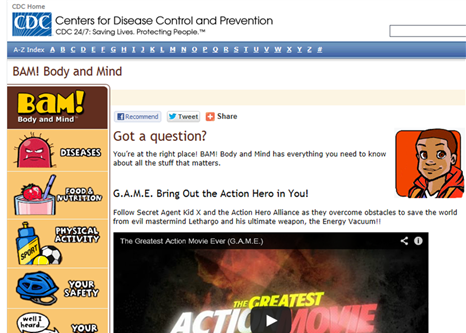 CDC Home
CDC
Centers for Disease Control and Prevention
CDC 24/7: Saving Lives. Protecting People.™
A-Z Index A B C D E F G H I J K L M N O P Q R S T U V W X Y Z #
BAM! Body and Mind
BAM!
Body and Mind™
DISEASES
FOOD &
NUTRITION
PHYSICAL
ACTIVITY
YOUR
SAFETY
well I
heard...
YOUR
Recommend Tweet Share
Got a question?
You're at the right place! BAM! Body and Mind has everything you need to know
about all the stuff that matters.
G.A.M.E. Bring Out the Action Hero in You!
Follow Secret Agent Kid X and the Action Hero Alliance as they overcome obstacles to save the world
from evil mastermind Lethargo and his ultimate weapon, the Energy Vacuum!!
The Greatest Action Movie Ever (G.A.M.E.)
THE GREATEST
ACTION MOVIE